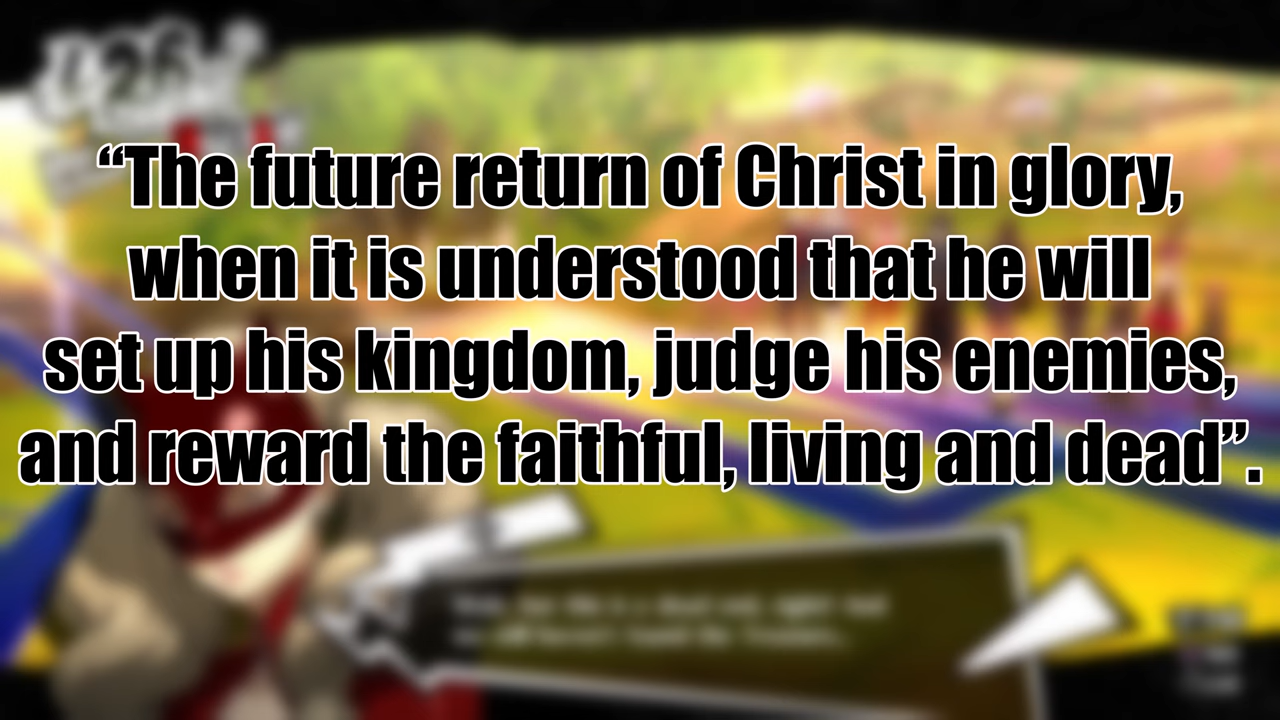 26
“The future return of Christ in glory,
when it is understood that he will
set up his kingdom, judge his enemies,
and reward the faithful, living and dead”.